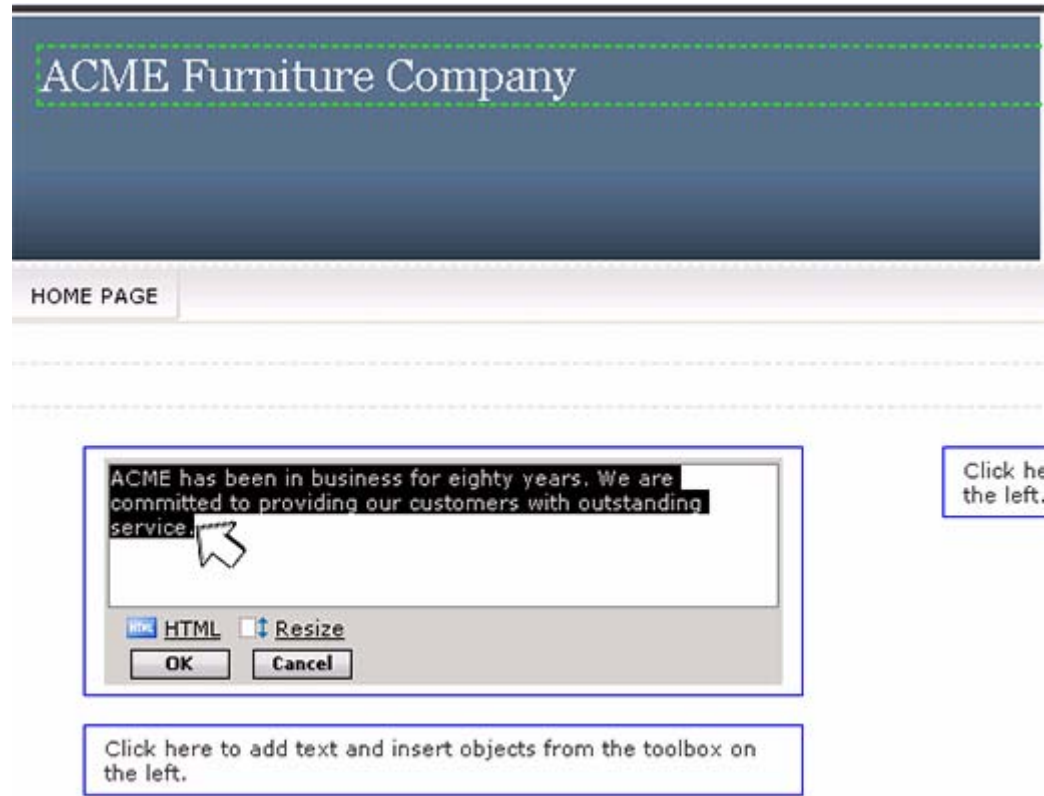 ACME Furniture Company
HOME PAGE
ACME has been in business for eighty years. We are
committed to providing our customers with outstanding
service.
HTML Resize
OK Cancel
Click here to add text and insert objects from the toolbox on
the left.
Click he
the left.